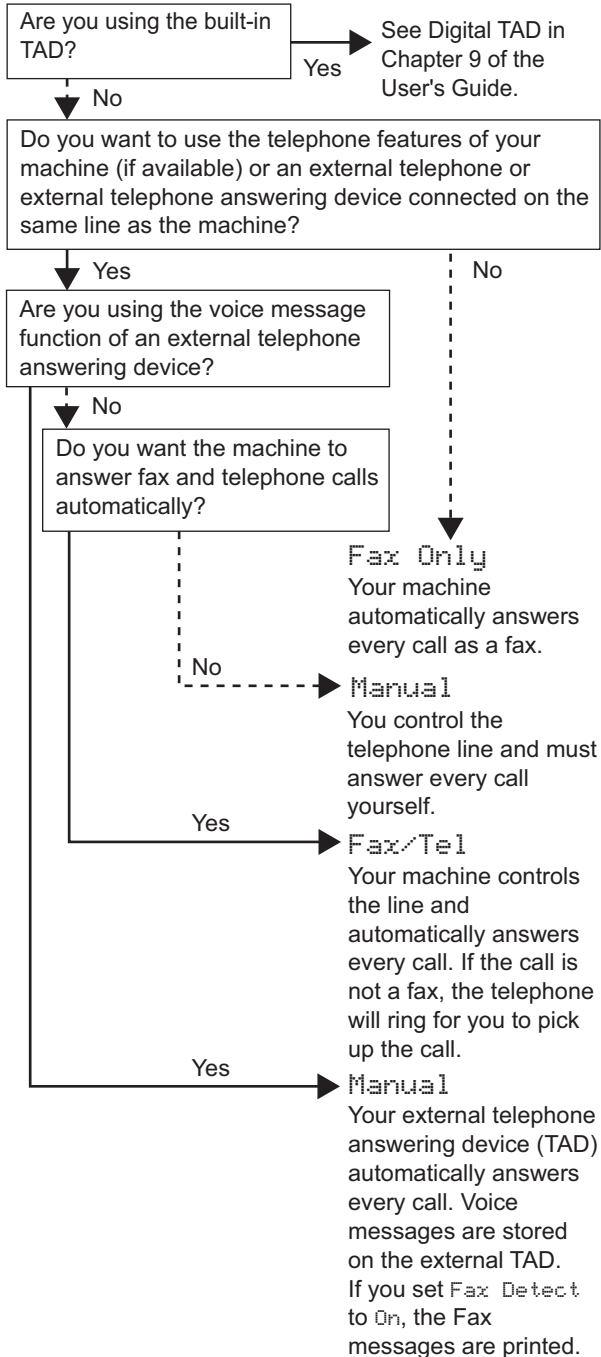 Are you using the built-in
TAD?
Yes
See Digital TAD in
Chapter 9 of the
User's Guide.
No
Do you want to use the telephone features of your
machine (if available) or an external telephone or
external telephone answering device connected on the
same line as the machine?
Yes
No
Are you using the voice message
function of an external telephone
answering device?
No
Do you want the machine to
answer fax and telephone calls
automatically?
Fax Only
Your machine
automatically answers
every call as a fax.
No
Manual
You control the
telephone line and must
answer every call
yourself.
Yes
Fax/Tel
Your machine controls
the line and
automatically answers
every call. If the call is
not a fax, the telephone
will ring for you to pick
up the call.
Yes
Manual
Your external telephone
answering device (TAD)
automatically answers
every call. Voice
messages are stored
on the external TAD.
If you set Fax Detect
to On, the Fax
messages are printed.